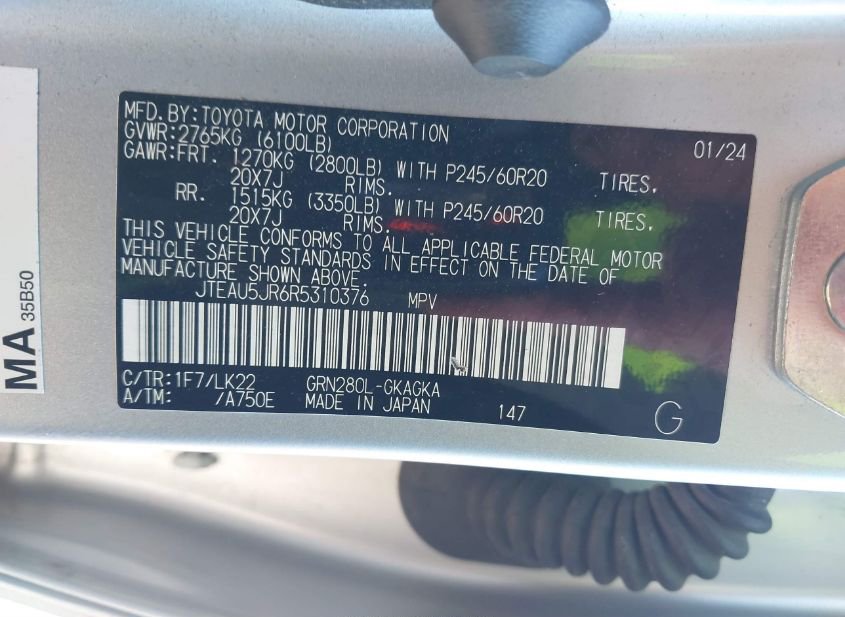 MFD.BY:TOYOTA MOTOR CORPORATION 01/24
GVWR:2765KG (6100LB)
GAWR:FRT. 1270KG (2800LB) WITH P245/60R20 TIRES.
20X7J RIMS.
RR. 1515KG (3350LB) WITH P245/60R20 TIRES.
20X7J RIMS.
THIS VEHICLE CONFORMS TO ALL APPLICABLE FEDERAL MOTOR
VEHICLE SAFETY STANDARDS IN EFFECT ON THE DATE OF
MANUFACTURE SHOWN ABOVE.
JTEAU5JR6R5310376 MPV
C/TR:1F7/LK22 GRN280L-GKAGKA
A/TM: /A750E MADE IN JAPAN 147 G
MA 35B50